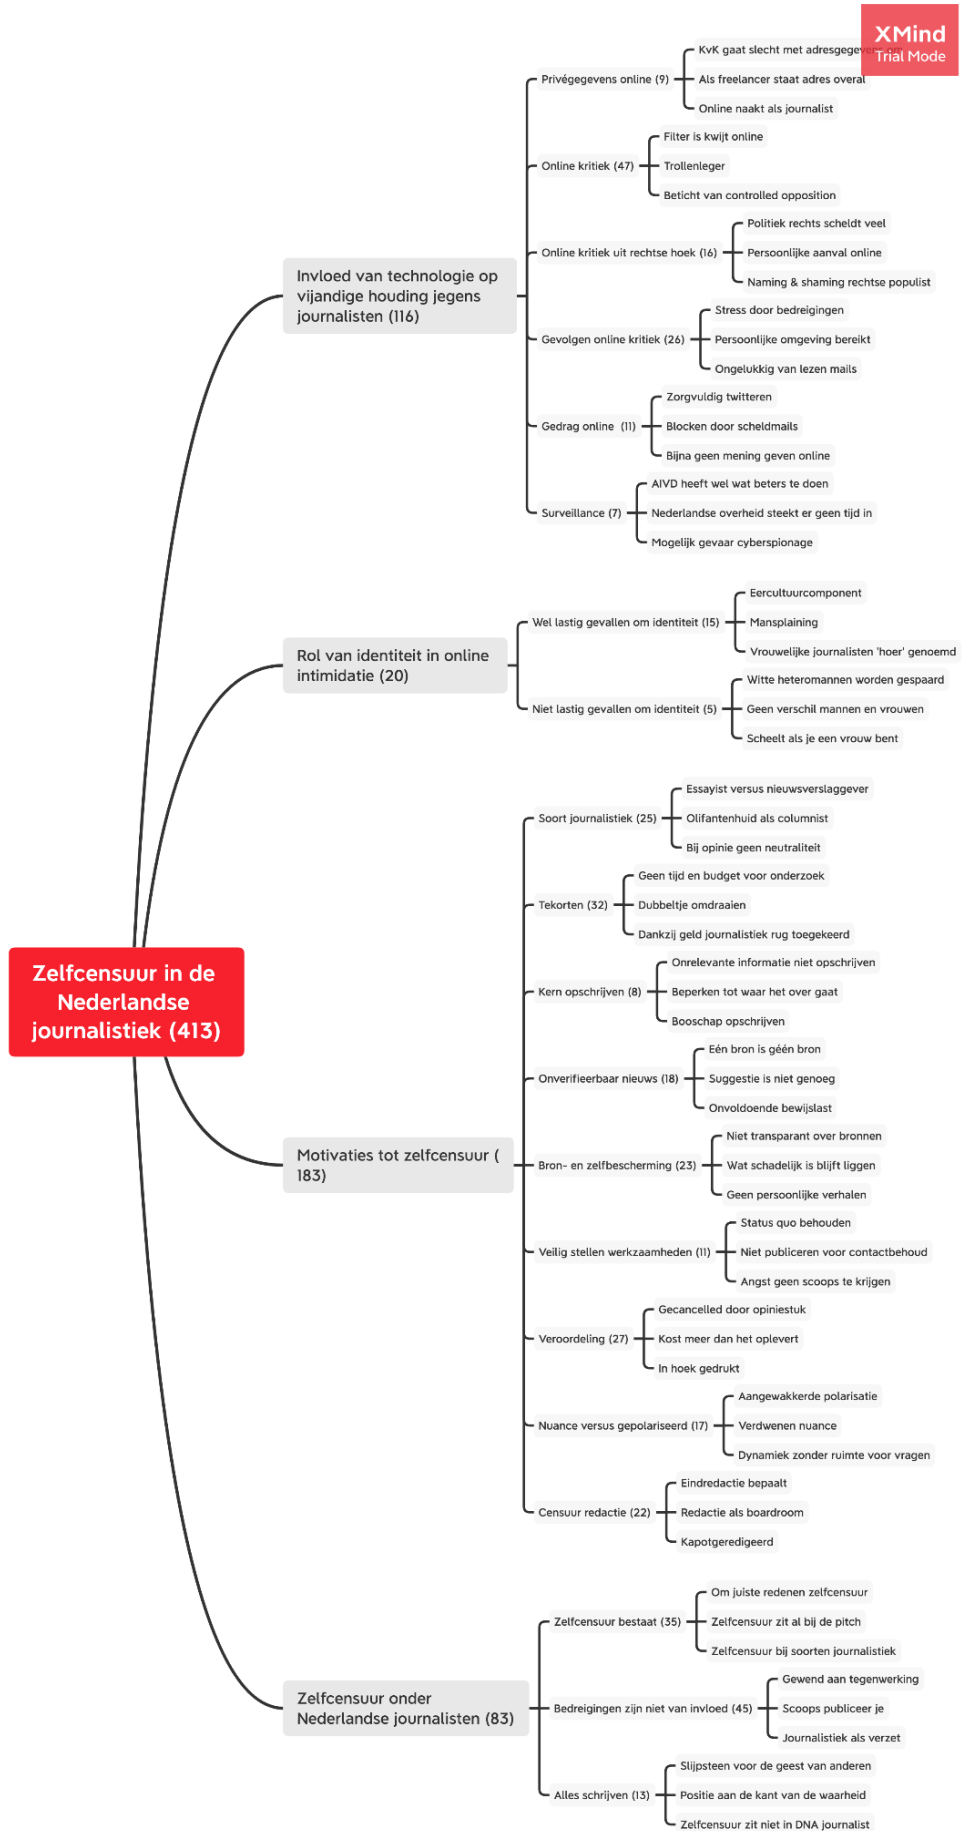 XMind
Trial Mode
Zelfcensuur in de
Nederlandse
journalistiek (413)
Invloed van technologie op
vijandige houding jegens
journalisten (116)
Privégegevens online (9)
KvK gaat slecht met adresgegevens om
Als freelancer staat adres overal
Online naakt als journalist
Online kritiek (47)
Filter is kwijt online
Trollenleger
Beticht van controlled opposition
Online kritiek uit rechtse hoek (16)
Politiek rechts scheldt veel
Persoonlijke aanval online
Naming & shaming rechtse populist
Gevolgen online kritiek (26)
Stress door bedreigingen
Persoonlijke omgeving bereikt
Ongelukkig van lezen mails
Gedrag online (11)
Zorgvuldig twitteren
Blocken door scheldmails
Bijna geen mening geven online
Surveillance (7)
AIVD heeft wel wat beters te doen
Nederlandse overheid steekt er geen tijd in
Mogelijk gevaar cyberspionage
Rol van identiteit in online
intimidatie (20)
Wel lastig gevallen om identiteit (15)
Eercultuurcomponent
Mansplaining
Vrouwelijke journalisten 'hoer' genoemd
Niet lastig gevallen om identiteit (5)
Witte heteromannen worden gespaard
Geen verschil mannen en vrouwen
Scheelt als je een vrouw bent
Motivaties tot zelfcensuur (
183)
Soort journalistiek (25)
Essayist versus nieuwsverslaggever
Olifantenhuid als columnist
Bij opinie geen neutraliteit
Tekorten (32)
Geen tijd en budget voor onderzoek
Dubbeltje omdraaien
Dankzij geld journalistiek rug toegekeerd
Kern opschrijven (8)
Onrelevante informatie niet opschrijven
Beperken tot waar het over gaat
Booschap opschrijven
Onverifieerbaar nieuws (18)
Eén bron is géén bron
Suggestie is niet genoeg
Onvoldoende bewijslast
Bron- en zelfbescherming (23)
Niet transparant over bronnen
Wat schadelijk is blijft liggen
Geen persoonlijke verhalen
Veilig stellen werkzaamheden (11)
Status quo behouden
Niet publiceren voor contactbehoud
Angst geen scoops te krijgen
Veroordeling (27)
Gecancelled door opiniestuk
Kost meer dan het oplevert
In hoek gedrukt
Nuance versus gepolariseerd (17)
Aangewakkerde polarisatie
Verdwenen nuance
Dynamiek zonder ruimte voor vragen
Censuur redactie (22)
Eindredactie bepaalt
Redactie als boardroom
Kapotgeredigeerd
Zelfcensuur onder
Nederlandse journalisten (83)
Zelfcensuur bestaat (35)
Om juiste redenen zelfcensuur
Zelfcensuur zit al bij de pitch
Zelfcensuur bij soorten journalistiek
Bedreigingen zijn niet van invloed (45)
Gewend aan tegenwerking
Scoops publiceer je
Journalistiek als verzet
Alles schrijven (13)
Slijpsteen voor de geest van anderen
Positie aan de kant van de waarheid
Zelfcensuur zit niet in DNA journalist